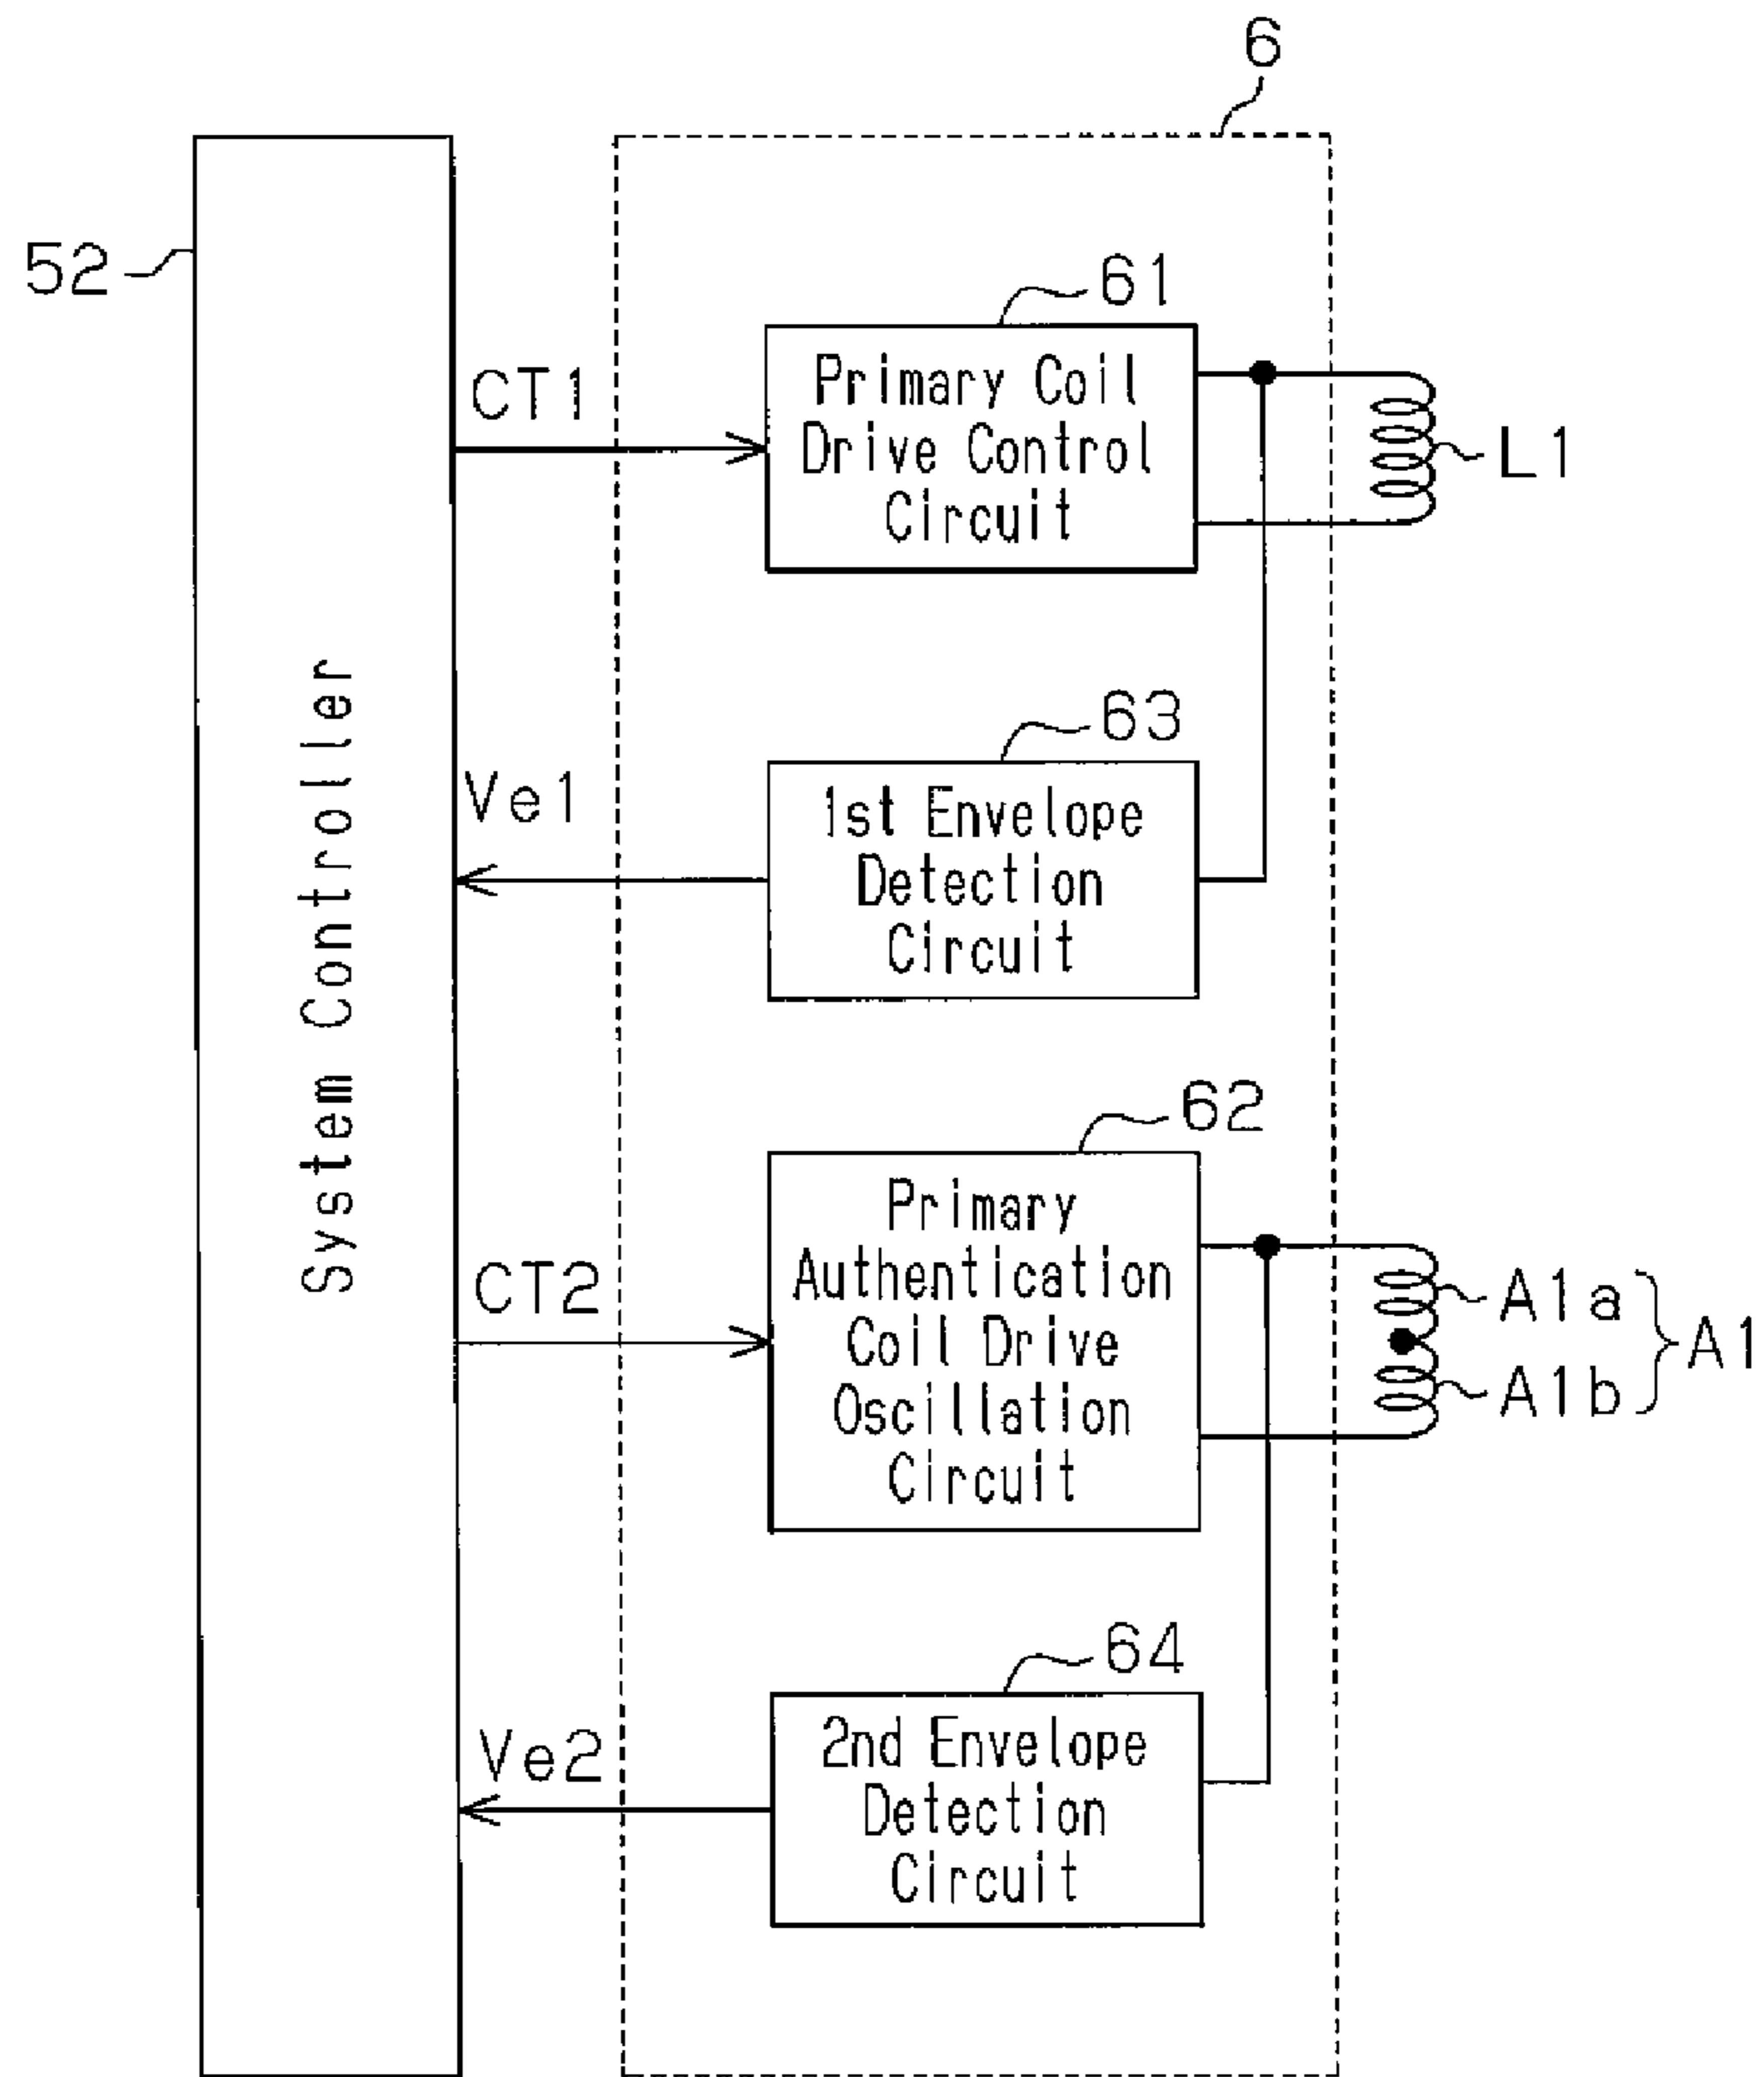 6
52
61
CT1
Primary Coil
Drive Control
Circuit
L1
63
Ve1
1st Envelope
Detection
Circuit
System Controller
62
CT2
Primary
Authentication
Coil Drive
Oscillation
Circuit
A1a
A1
A1b
64
Ve2
2nd Envelope
Detection
Circuit